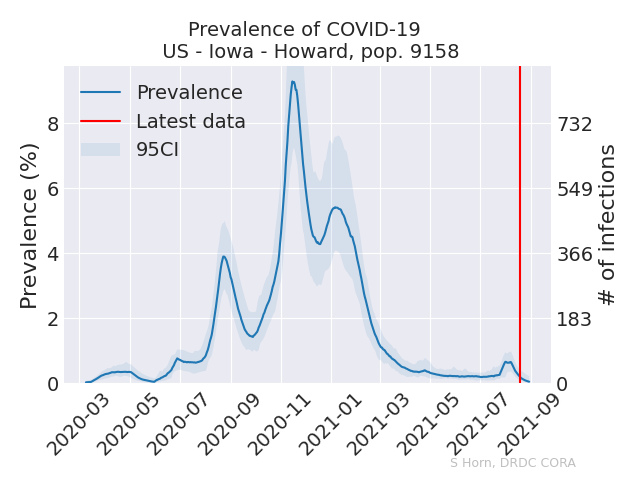 Prevalence of COVID-19
US - Iowa - Howard, pop. 9158
Prevalence
Latest data
95CI
Prevalence (%)
8
6
4
2
0
732
549
366
183
0
# of infections
2020-03
2020-05
2020-07
2020-09
2020-11
2021-01
2021-03
2021-05
2021-07
2021-09
S Horn, DRDC CORA